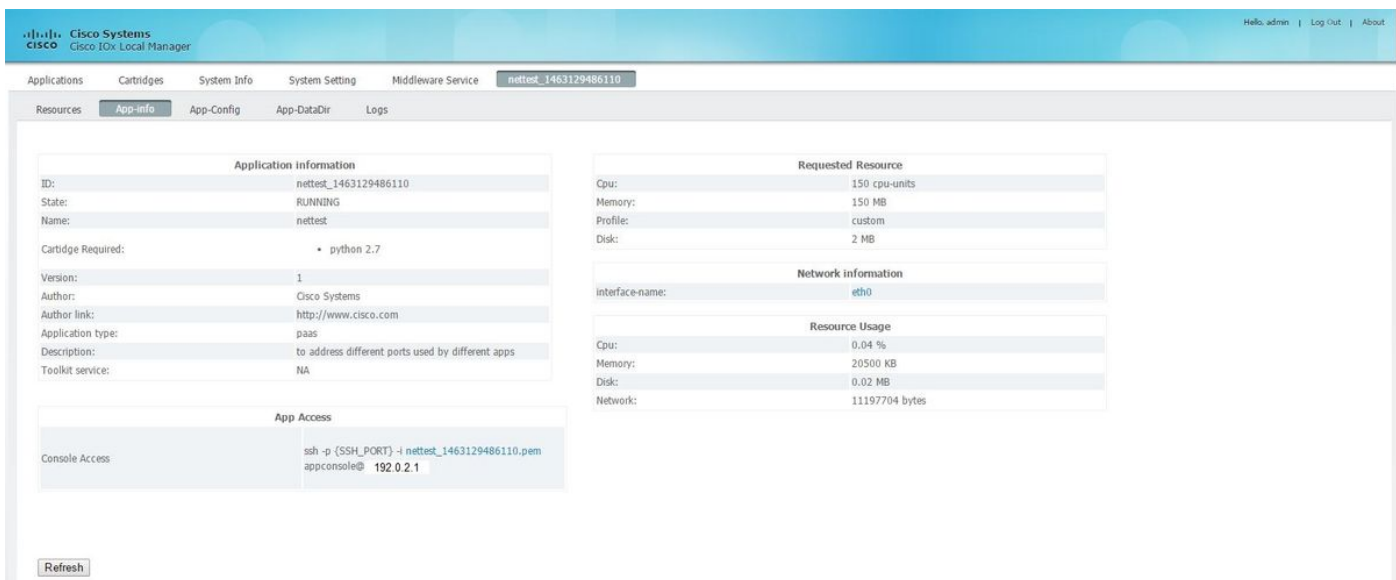 Hello, admin | Log Out | About
Cisco Systems
CISCO Cisco IOx Local Manager
Applications Cartridges System Info System Setting Middleware Service nettest_1463129486110
Resources App-info App-Config App-DataDir Logs
Application information
ID: nettest_1463129486110
State: RUNNING
Name: nettest
Cartidge Required: • python 2.7
Version: 1
Author: Cisco Systems
Author link: http://www.cisco.com
Application type: paas
Description: to address different ports used by different apps
Toolkit service: NA
App Access
Console Access
ssh -p {SSH_PORT} -i nettest_1463129486110.pem
appconsole@ 192.0.2.1
Requested Resource
Cpu: 150 cpu-units
Memory: 150 MB
Profile: custom
Disk: 2 MB
Network information
interface-name: eth0
Resource Usage
Cpu: 0.04 %
Memory: 20500 KB
Disk: 0.02 MB
Network: 11197704 bytes
Refresh